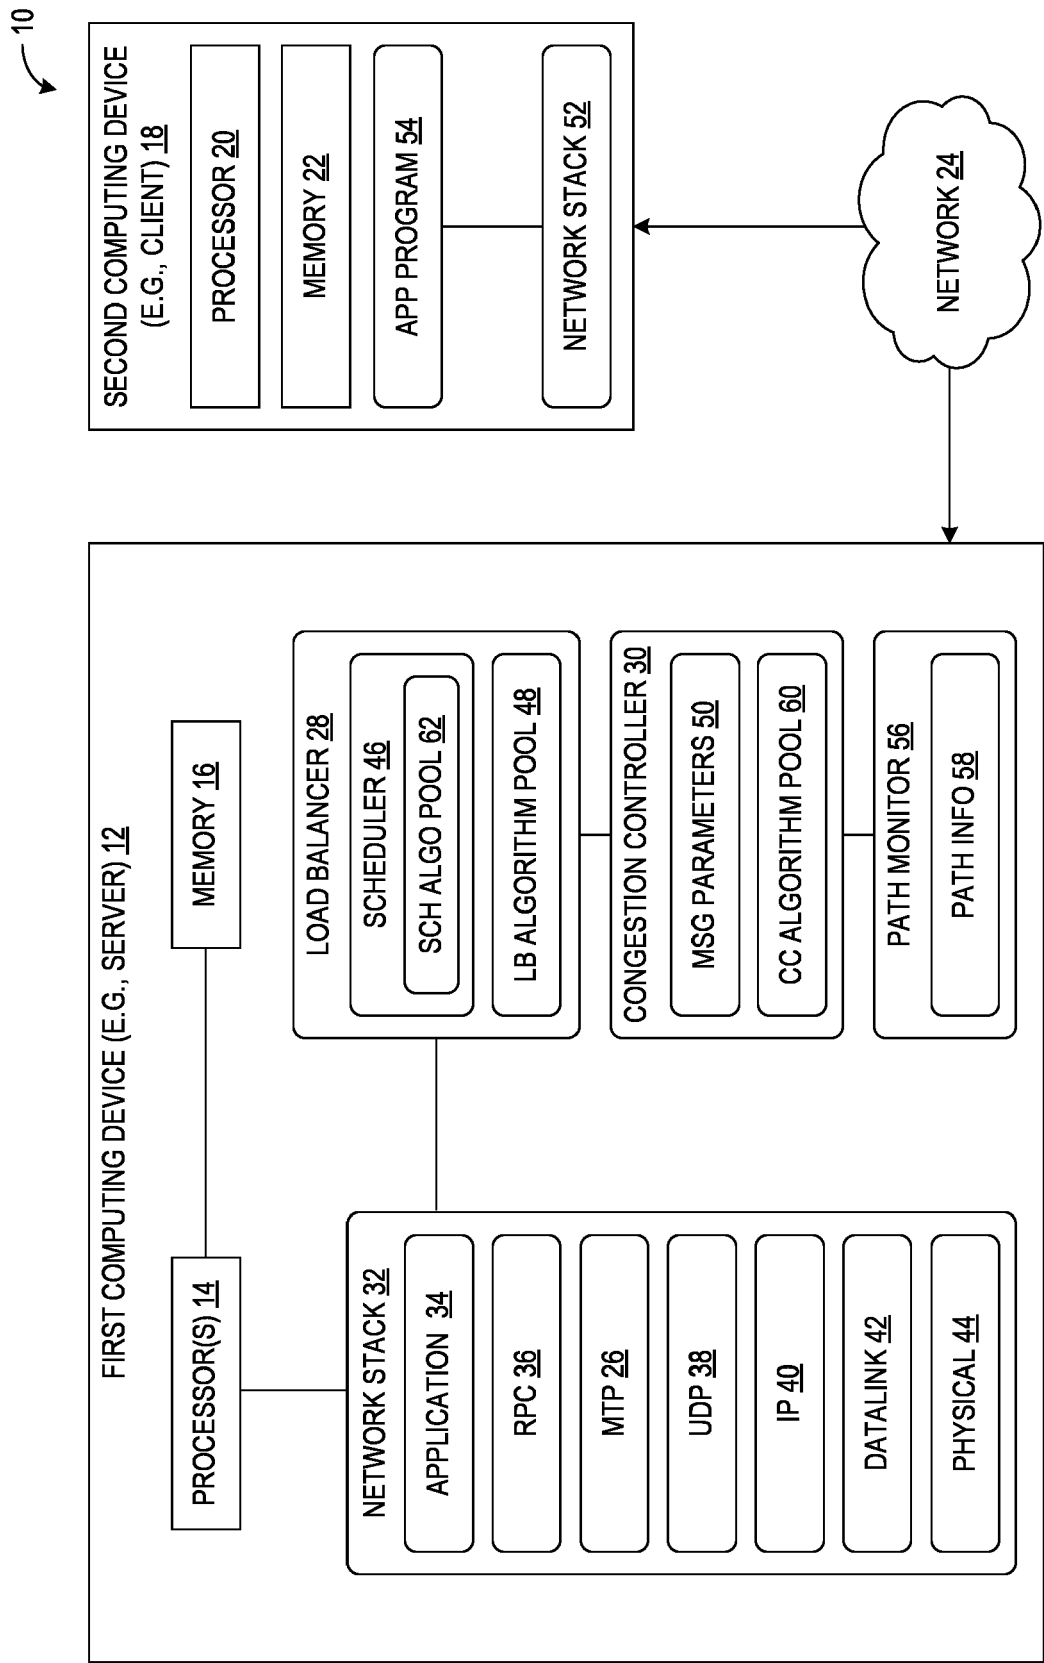 10
FIRST COMPUTING DEVICE (E.G., SERVER) 12
PROCESSOR(S) 14
MEMORY 16
NETWORK STACK 32
APPLICATION 34
RPC 36
MTP 26
UDP 38
IP 40
DATALINK 42
PHYSICAL 44
LOAD BALANCER 28
SCHEDULER 46
SCH ALGO POOL 62
LB ALGORITHM POOL 48
CONGESTION CONTROLLER 30
MSG PARAMETERS 50
CC ALGORITHM POOL 60
PATH MONITOR 56
PATH INFO 58
SECOND COMPUTING DEVICE
(E.G., CLIENT) 18
PROCESSOR 20
MEMORY 22
APP PROGRAM 54
NETWORK STACK 52
NETWORK 24